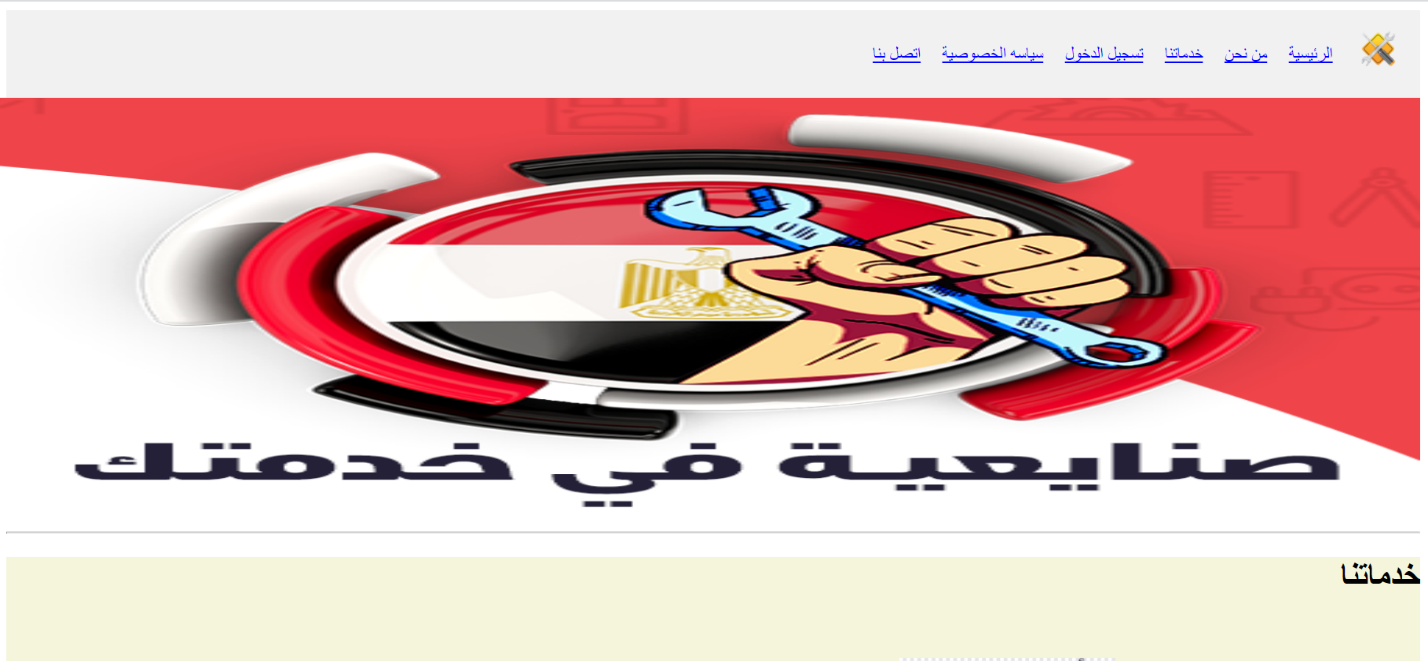 الرئيسية من نحن خدماتنا تسجيل الدخول سياسه الخصوصية اتصل بنا
صنايعية في خدمتك
خدماتنا